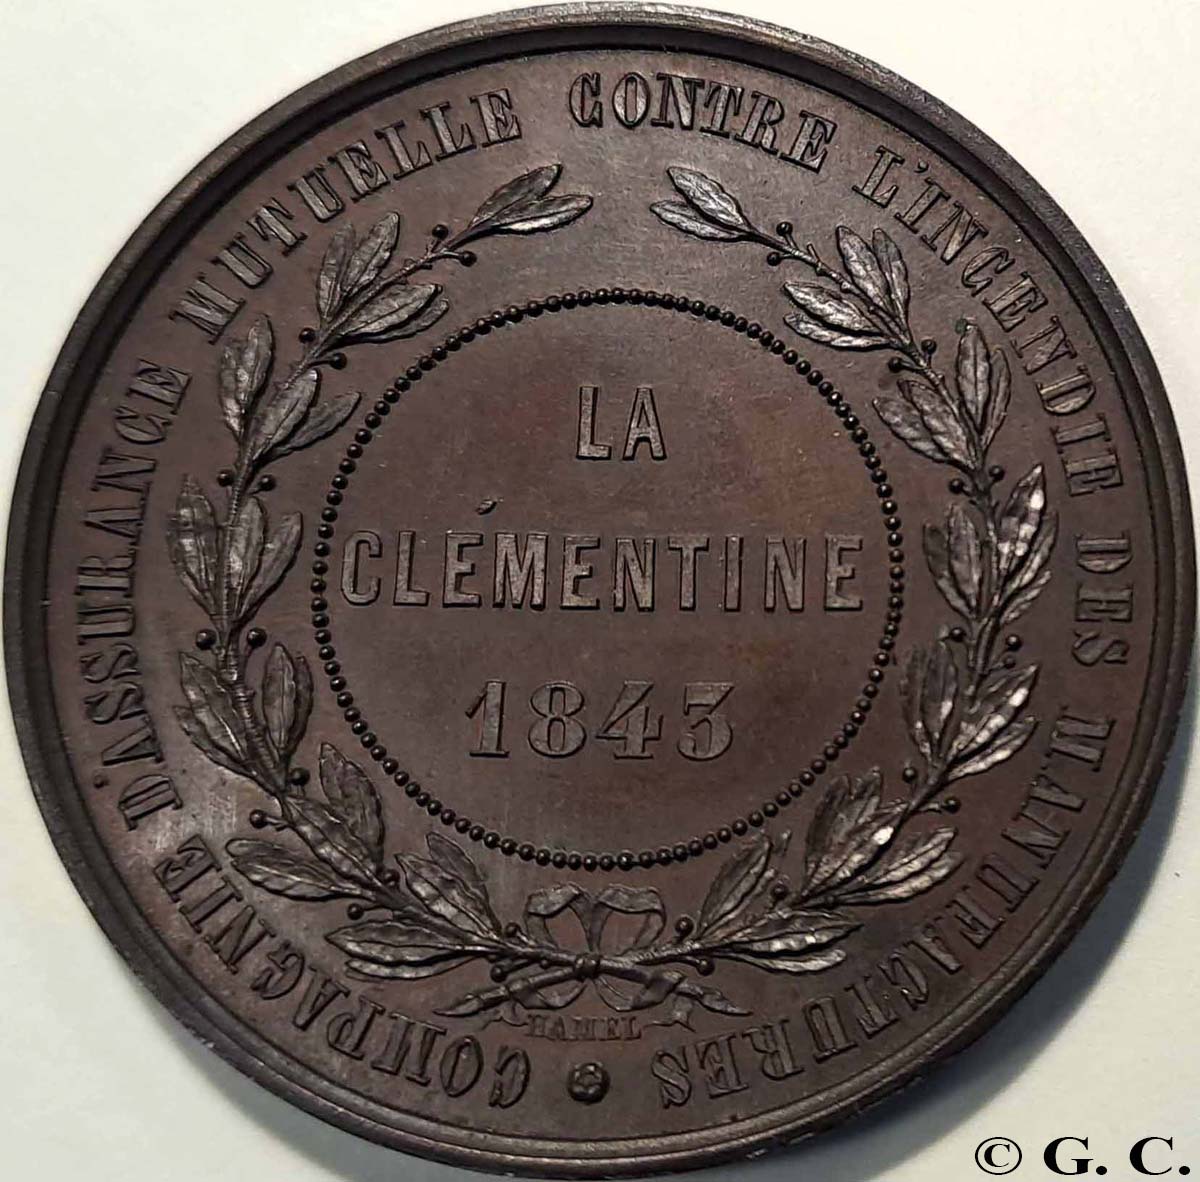 COMPAGNIE D'ASSURANCE MUTUELLE CONTRE L'INCENDIE DES MANUFACTURES
LA
CLÉMENTINE
1843
HAMEL
© G. C.